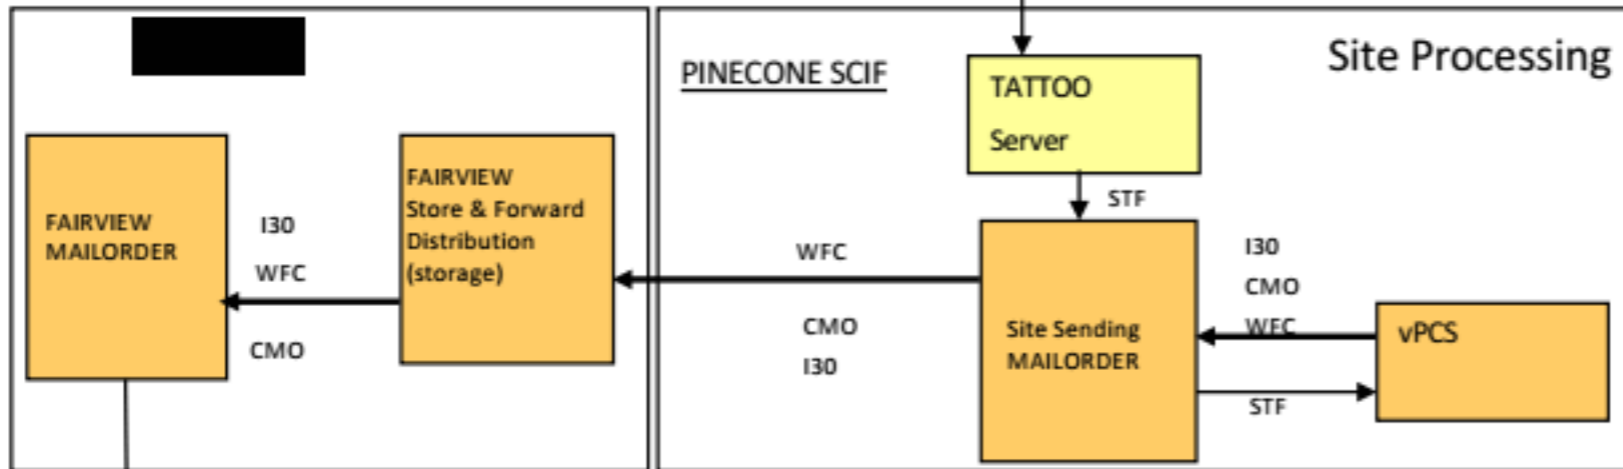 PINECONE SCIF
Site Processing
TATTOO
Server
STF
FAIRVIEW
MAILORDER
I30
WFC
CMO
FAIRVIEW
Store & Forward
Distribution
(storage)
WFC
CMO
I30
Site Sending
MAILORDER
I30
CMO
WFC
STF
vPCS